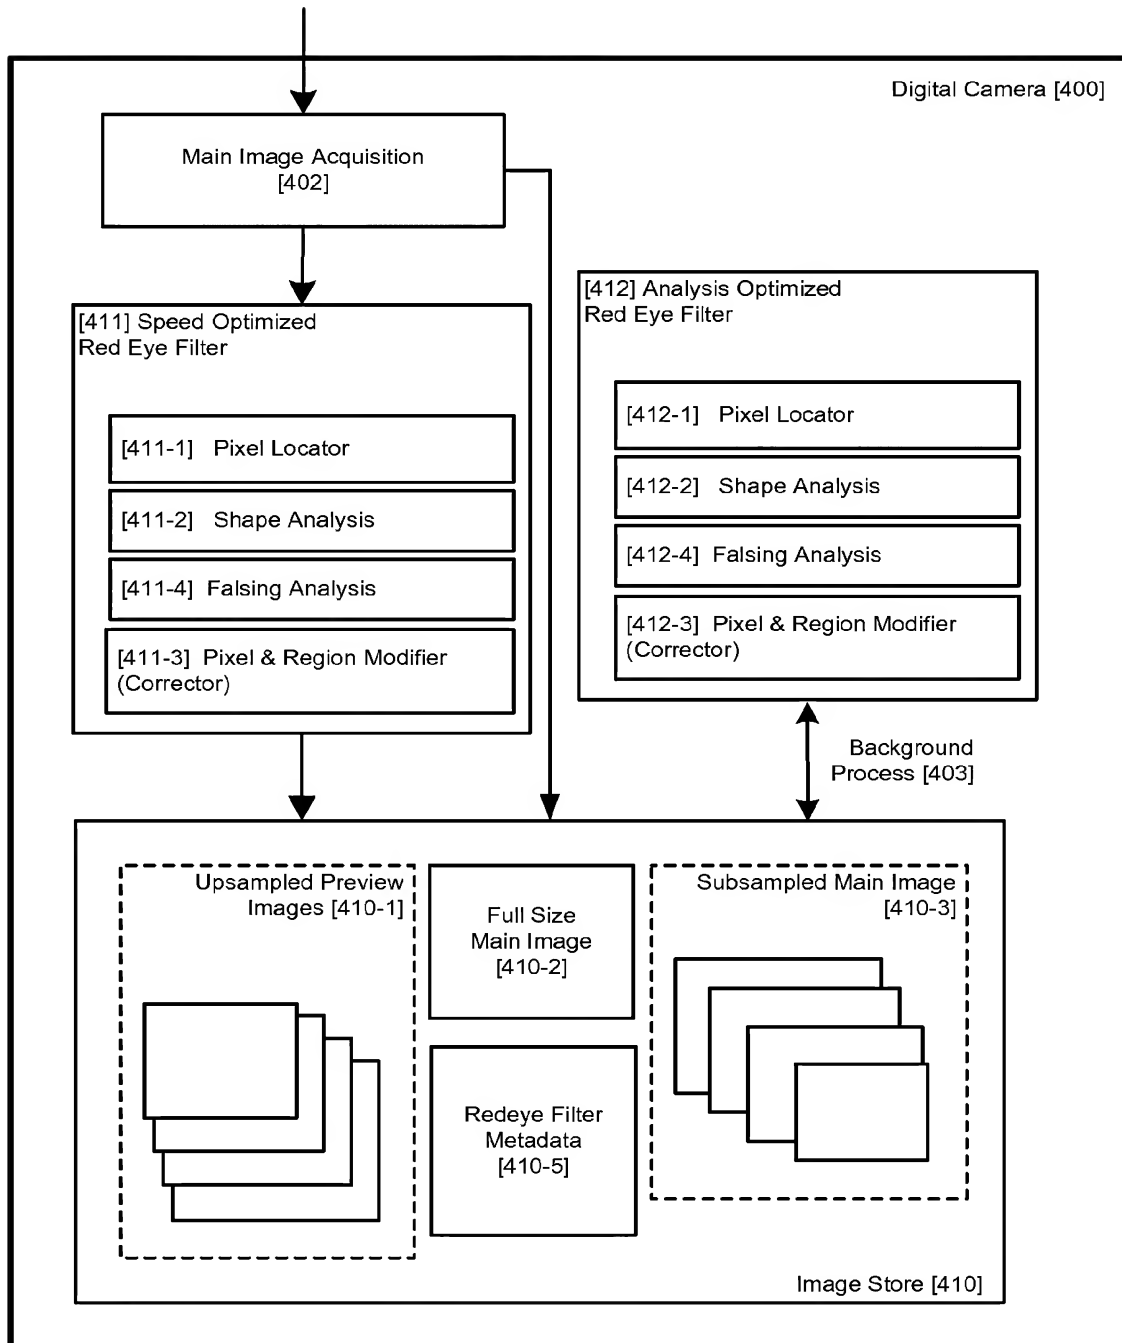 Digital Camera [400]
Main Image Acquisition
[402]
[411] Speed Optimized
Red Eye Filter
[411-1] Pixel Locator
[411-2] Shape Analysis
[411-4] Falsing Analysis
[411-3] Pixel & Region Modifier
(Corrector)
[412] Analysis Optimized
Red Eye Filter
[412-1] Pixel Locator
[412-2] Shape Analysis
[412-4] Falsing Analysis
[412-3] Pixel & Region Modifier
(Corrector)
Background
Process [403]
Upsampled Preview
Images [410-1]
Full Size
Main Image
[410-2]
Subsampled Main Image
[410-3]
Redeye Filter
Metadata
[410-5]
Image Store [410]